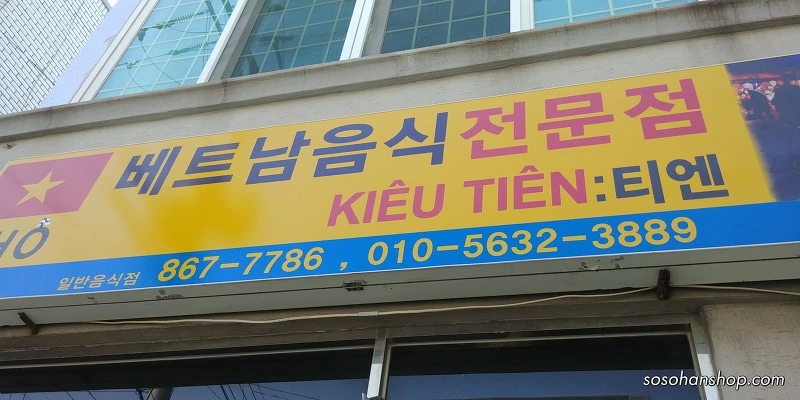 베트남음식전문점
KIÊU TIÊN:티엔
HỞ
일반음식점 867-7786 , 010-5632-3889
sosohanshop.com